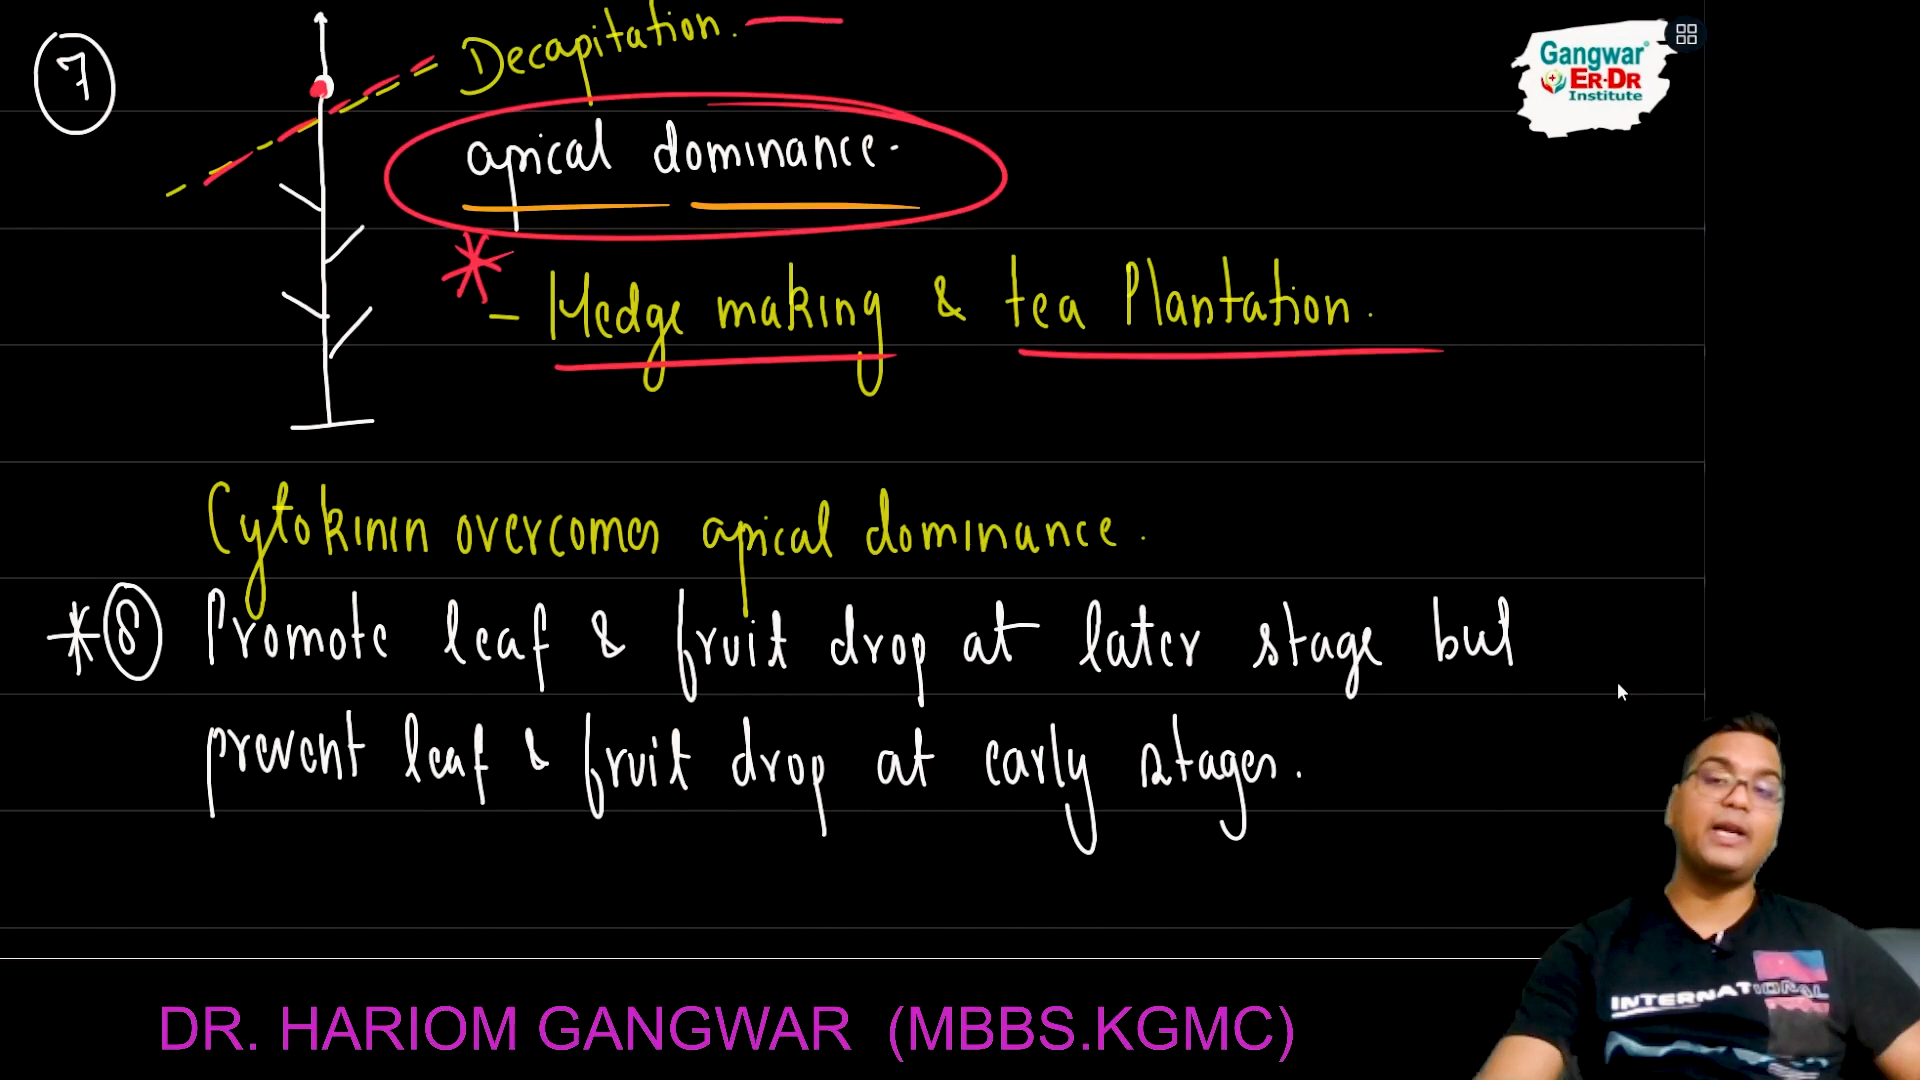 7
Decapitation.
Gangwar
ER-DR
Institute
apical dominance.
* - Hedge making & tea Plantation.
Cytokinin overcomes apical dominance.
* 8 Promote leaf & fruit drop at later stage but
prevent leaf & fruit drop at early stages.
INTERNATIONAL
DR. HARIOM GANGWAR (MBBS.KGMC)